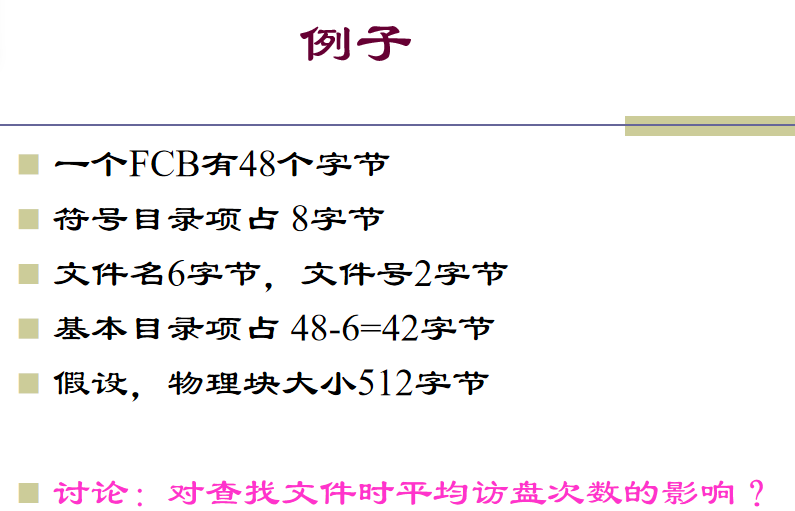 例子
一个FCB有48个字节
符号目录项占 8字节
文件名6字节，文件号2字节
基本目录项占 48-6=42字节
假设，物理块大小512字节
讨论：对查找文件时平均访盘次数的影响？